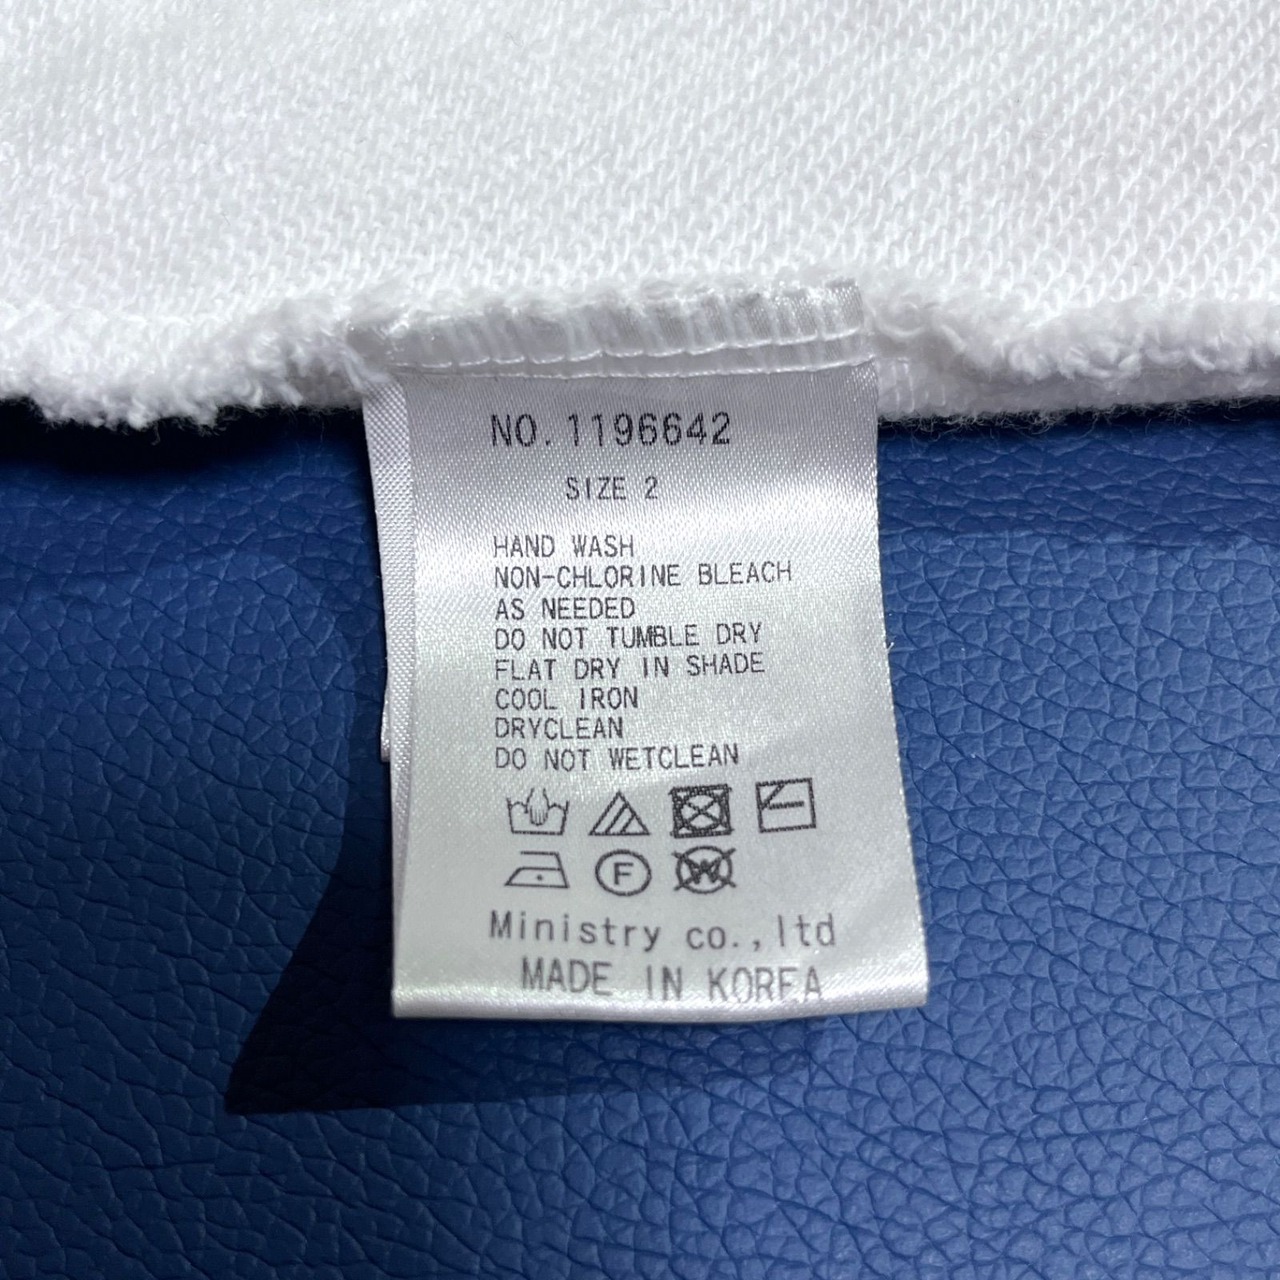 NO. 1196642
SIZE 2
HAND WASH
NON-CHLORINE BLEACH
AS NEEDED
DO NOT TUMBLE DRY
FLAT DRY IN SHADE
COOL IRON
DRYCLEAN
DO NOT WETCLEAN
F W
Ministry co.,ltd
MADE IN KOREA